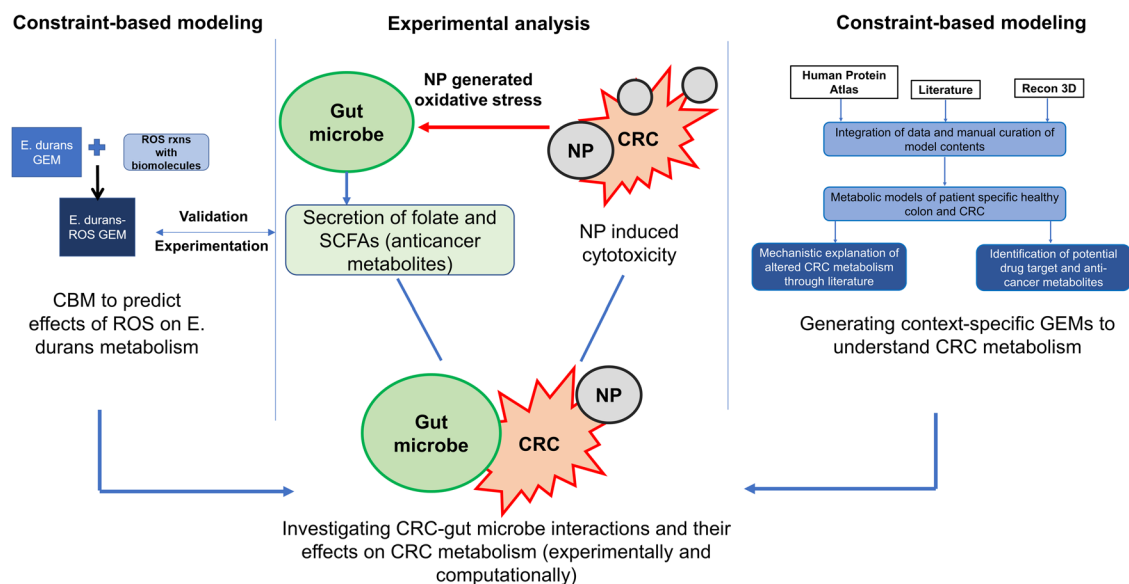 Constraint-based modeling
E. durans
GEM
ROS rxns
with
biomolecules
E. durans-
ROS GEM
Validation
Experimentation
CBM to predict
effects of ROS on E.
durans metabolism
Experimental analysis
Gut
microbe
NP generated
oxidative stress
NP
CRC
Secretion of folate and
SCFAs (anticancer
metabolites)
NP induced
cytotoxicity
Gut
microbe
CRC
NP
Investigating CRC-gut microbe interactions and their
effects on CRC metabolism (experimentally and
computationally)
Constraint-based modeling
Human Protein
Atlas
Literature
Recon 3D
Integration of data and manual curation of
model contents
Metabolic models of patient specific healthy
colon and CRC
Mechanistic explanation of
altered CRC metabolism
through literature
Identification of potential
drug target and anti-
cancer metabolites
Generating context-specific GEMs to
understand CRC metabolism